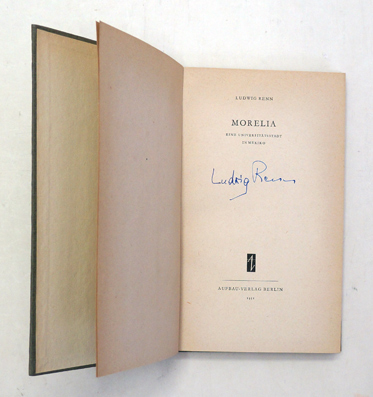 LUDWIG RENN
MORELIA
EINE UNIVERSITÄTSSTADT
IN MEXIKO
Ludwig Renn
AUFBAU-VERLAG BERLIN